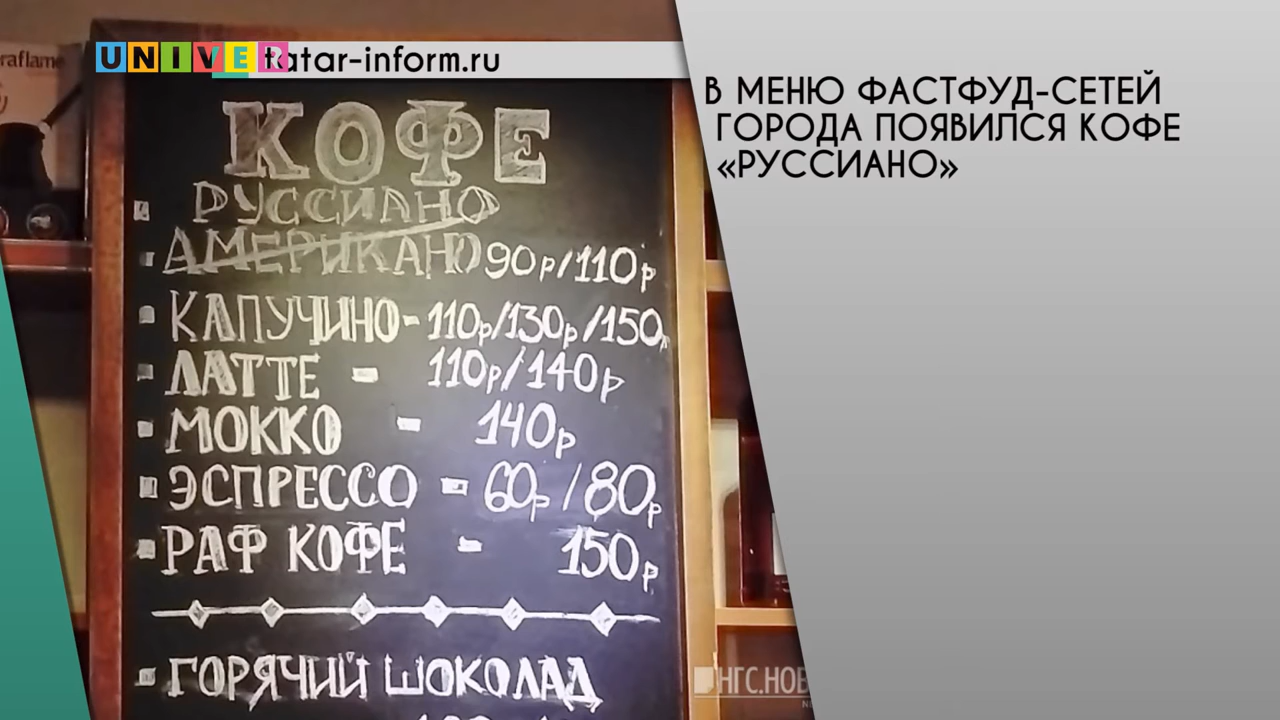 raflame
UNIVER
tatar-inform.ru
В МЕНЮ ФАСТФУД-СЕТЕЙ
ГОРОДА ПОЯВИЛСЯ КОФЕ
«РУССИАНО»
КОФЕ
РУССИАНО
АМЕРИКАНО 90р/110р
КАПУЧИНО-110р/130р/150р
ЛАТТЕ - 110р/140р
МОККО - 140р
ЭСПРЕССО - 60р/80р
РАФ КОФЕ - 150р
ГОРЯЧИЙ ШОКОЛАД
НГС.НОВ